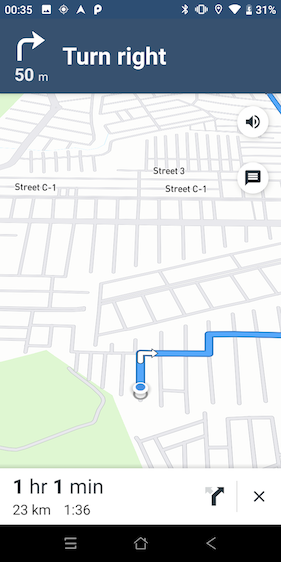 00:35
31%
50 m
Turn right
Street 3
Street C-1
Street C-1
1 hr 1 min
23 km 1:36